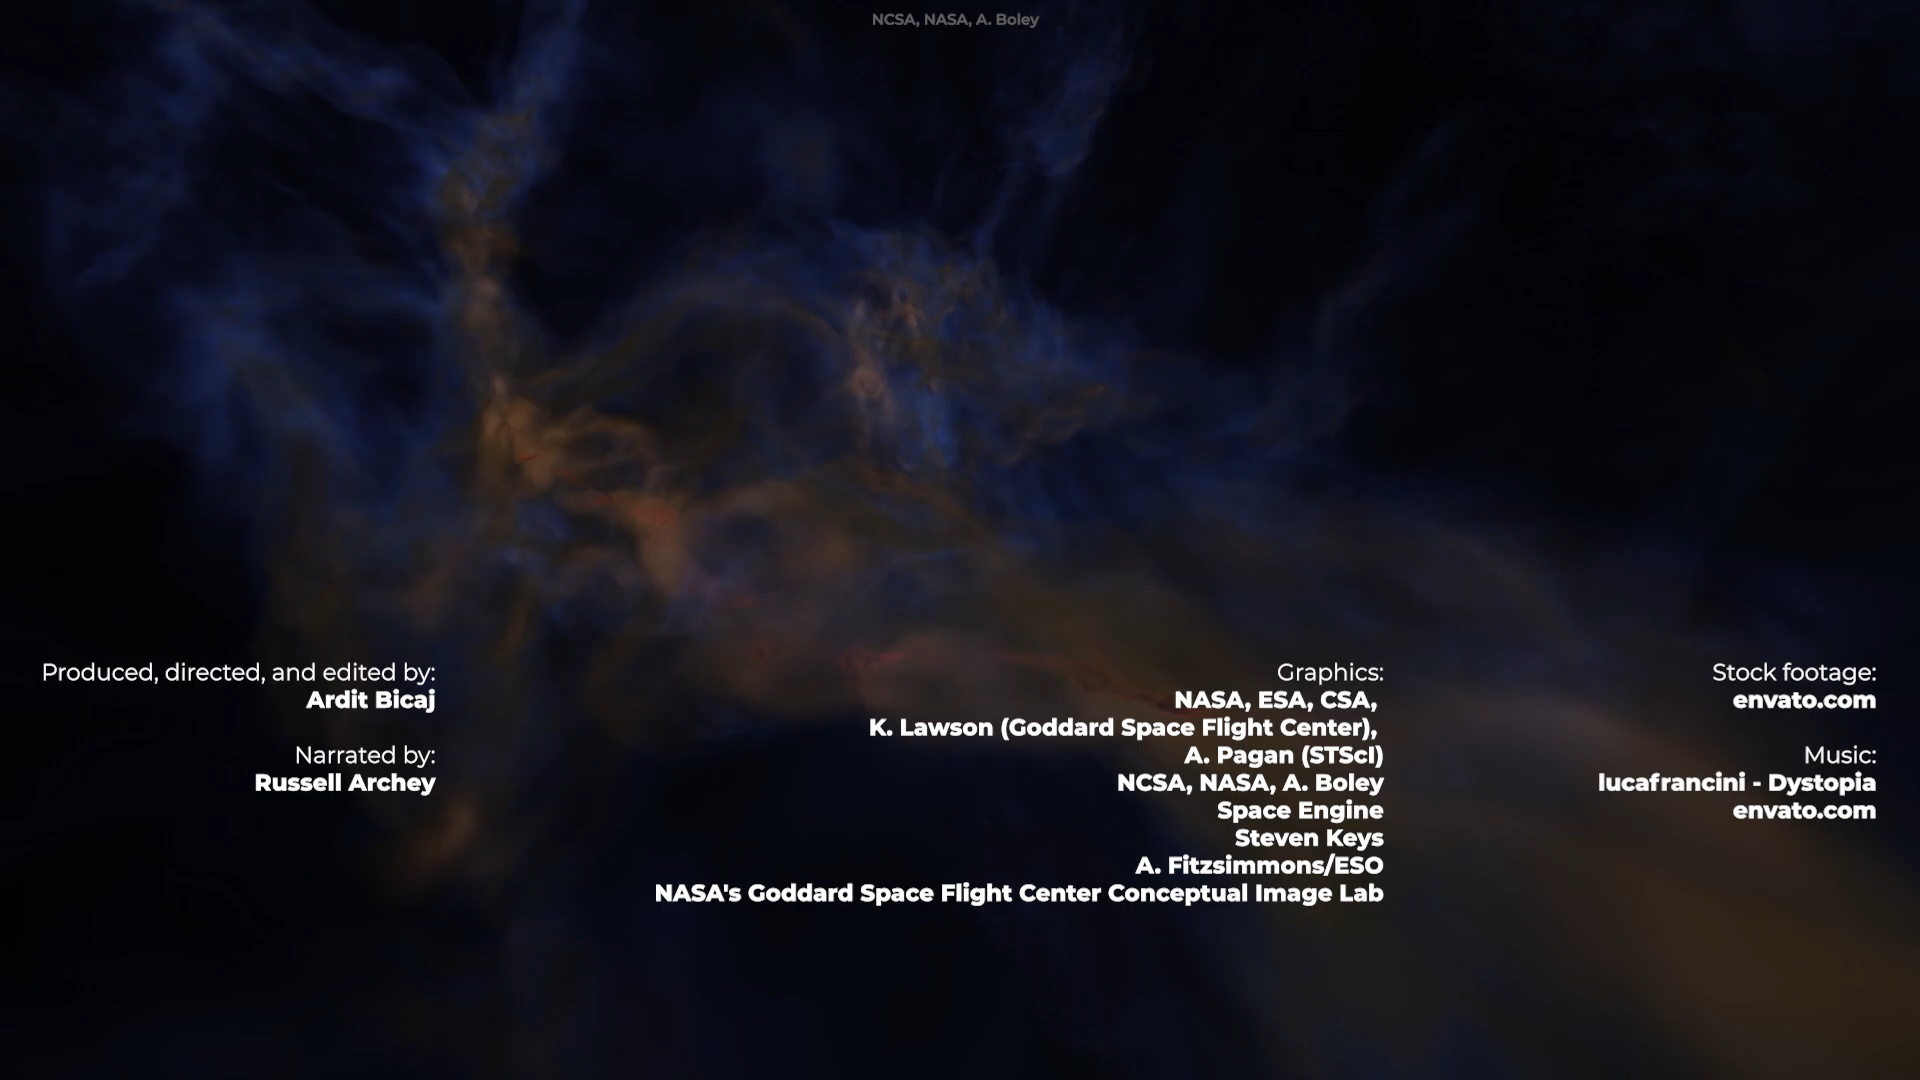 NCSA, NASA, A. Boley
Produced, directed, and edited by:
Ardit Bicaj
Narrated by:
Russell Archey
Graphics:
NASA, ESA, CSA,
K. Lawson (Goddard Space Flight Center),
A. Pagan (STScI)
NCSA, NASA, A. Boley
Space Engine
Steven Keys
A. Fitzsimmons/ESO
NASA's Goddard Space Flight Center Conceptual Image Lab
Stock footage:
envato.com
Music:
lucafrancini - Dystopia
envato.com